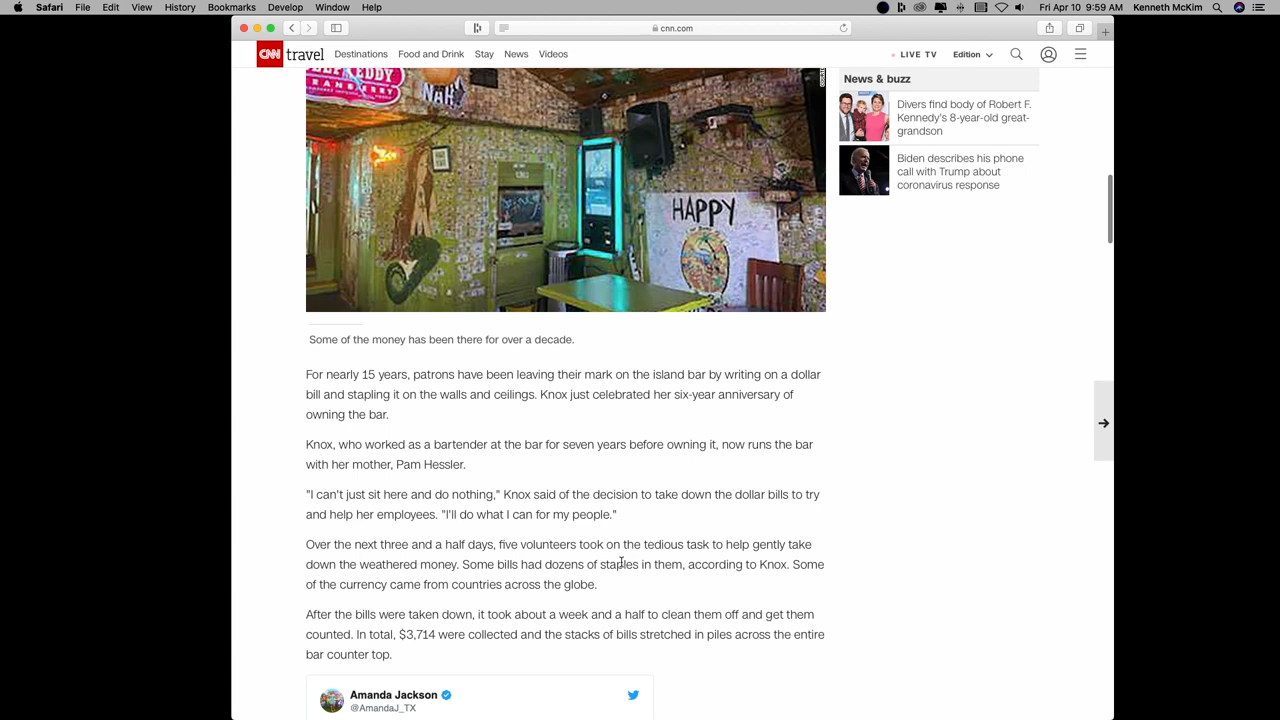 Safari File Edit View History Bookmarks Develop Window Help
Fri Apr 10 9:59 AM Kenneth McKim
cnn.com
CNN travel Destinations Food and Drink Stay News Videos
LIVE TV Edition
NAH
HAPPY
News & buzz
Divers find body of Robert F.
Kennedy's 8-year-old great-
grandson
Biden describes his phone
call with Trump about
coronavirus response
Some of the money has been there for over a decade.
For nearly 15 years, patrons have been leaving their mark on the island bar by writing on a dollar
bill and stapling it on the walls and ceilings. Knox just celebrated her six-year anniversary of
owning the bar.
Knox, who worked as a bartender at the bar for seven years before owning it, now runs the bar
with her mother, Pam Hessler.
"I can't just sit here and do nothing," Knox said of the decision to take down the dollar bills to try
and help her employees. "I'll do what I can for my people."
Over the next three and a half days, five volunteers took on the tedious task to help gently take
down the weathered money. Some bills had dozens of staples in them, according to Knox. Some
of the currency came from countries across the globe.
After the bills were taken down, it took about a week and a half to clean them off and get them
counted. In total, $3,714 were collected and the stacks of bills stretched in piles across the entire
bar counter top.
Amanda Jackson
@AmandaJ_TX